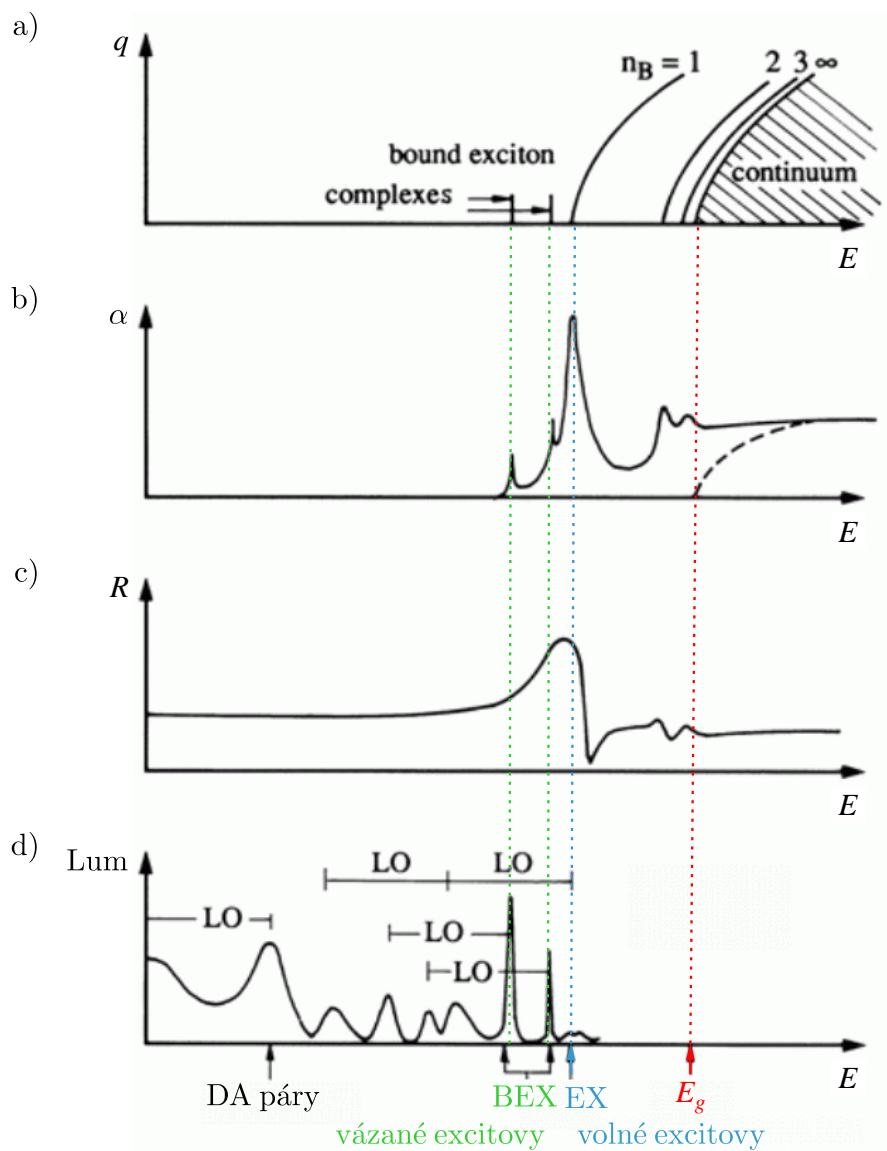 a)
q
n_B = 1 2 3 ∞
bound exciton
complexes
continuum
E
b)
α
E
c)
R
E
d)
Lum
LO LO
LO
LO
LO
E
DA páry
BEX EX
E_g
vázané excitovy volné excitovy